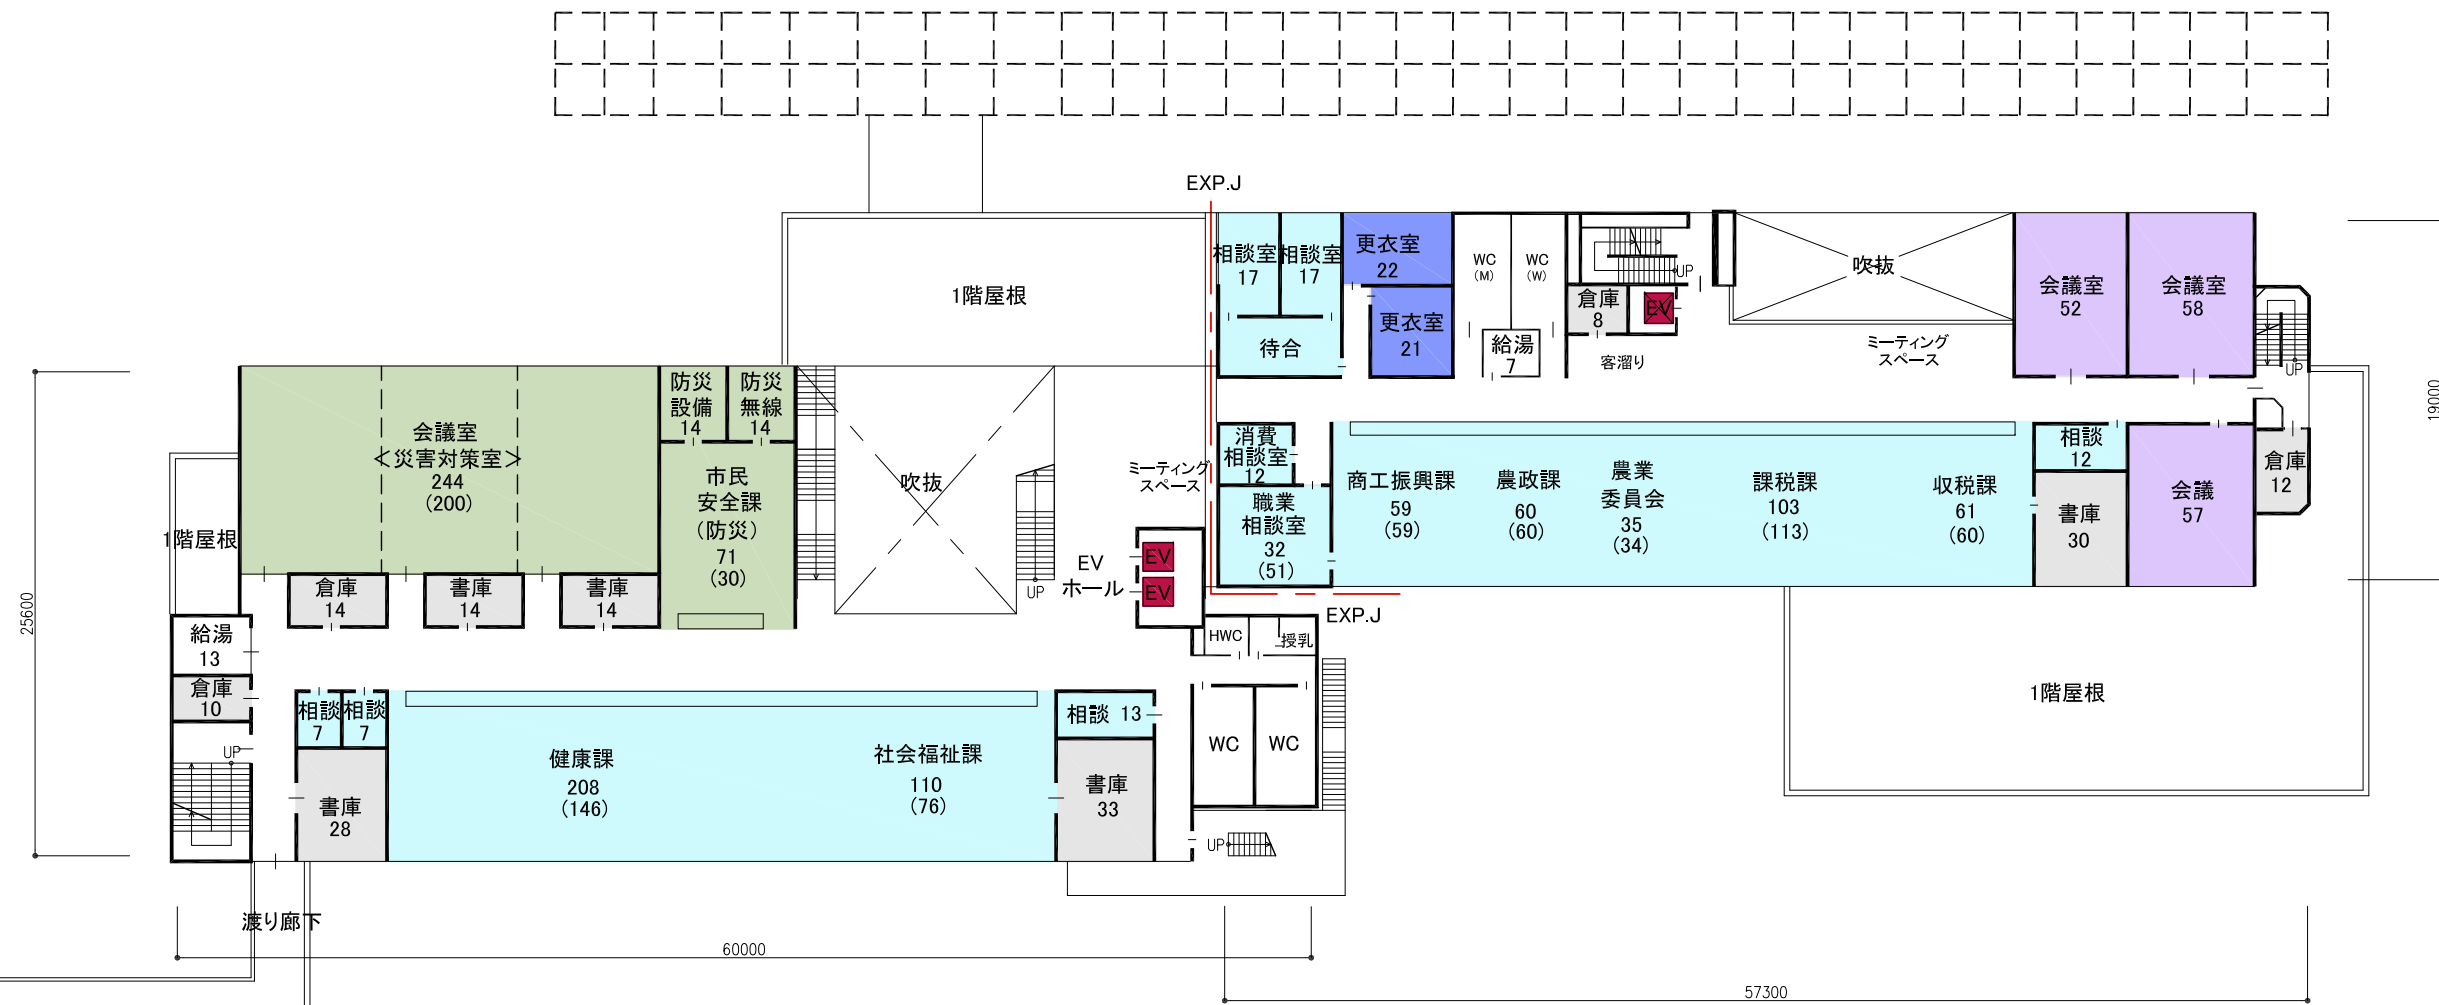 EXP.J
1階屋根
相談室
17
相談室
17
待合
更衣室
22
更衣室
21
WC
(M)
WC
(W)
給湯
7
UP
倉庫
8
EV
客溜り
吹抜
ミーティング
スペース
会議室
52
会議室
58
UP
19000
会議室
＜災害対策室＞
244
(200)
防災
設備
14
防災
無線
14
市民
安全課
(防災)
71
(30)
吹抜
UP
ミーティング
スペース
EV
ホール
EV
EV
消費
相談室
12
職業
相談室
32
(51)
商工振興課
59
(59)
農政課
60
(60)
農業
委員会
35
(34)
課税課
103
(113)
収税課
61
(60)
相談
12
書庫
30
会議
57
倉庫
12
EXP.J
1階屋根
1階屋根
25600
倉庫
14
書庫
14
書庫
14
給湯
13
倉庫
10
UP
相談
7
相談
7
書庫
28
健康課
208
(146)
社会福祉課
110
(76)
相談 13
書庫
33
HWC
授乳
WC
WC
UP
渡り廊下
60000
57300